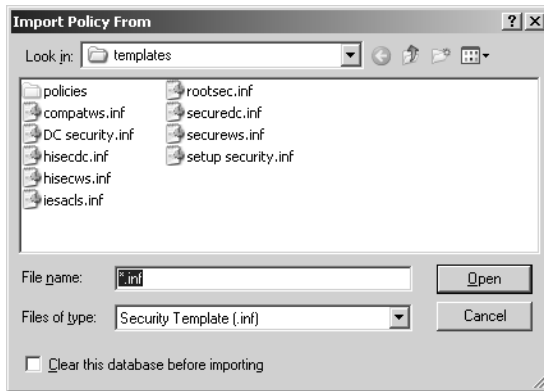 Import Policy From
Look in: templates
policies
compatws.inf
DC security.inf
hisecdc.inf
hisecws.inf
iesacls.inf
rootsec.inf
securedc.inf
securews.inf
setup security.inf
File name: *.inf
Open
Files of type: Security Template (.inf)
Cancel
Clear this database before importing